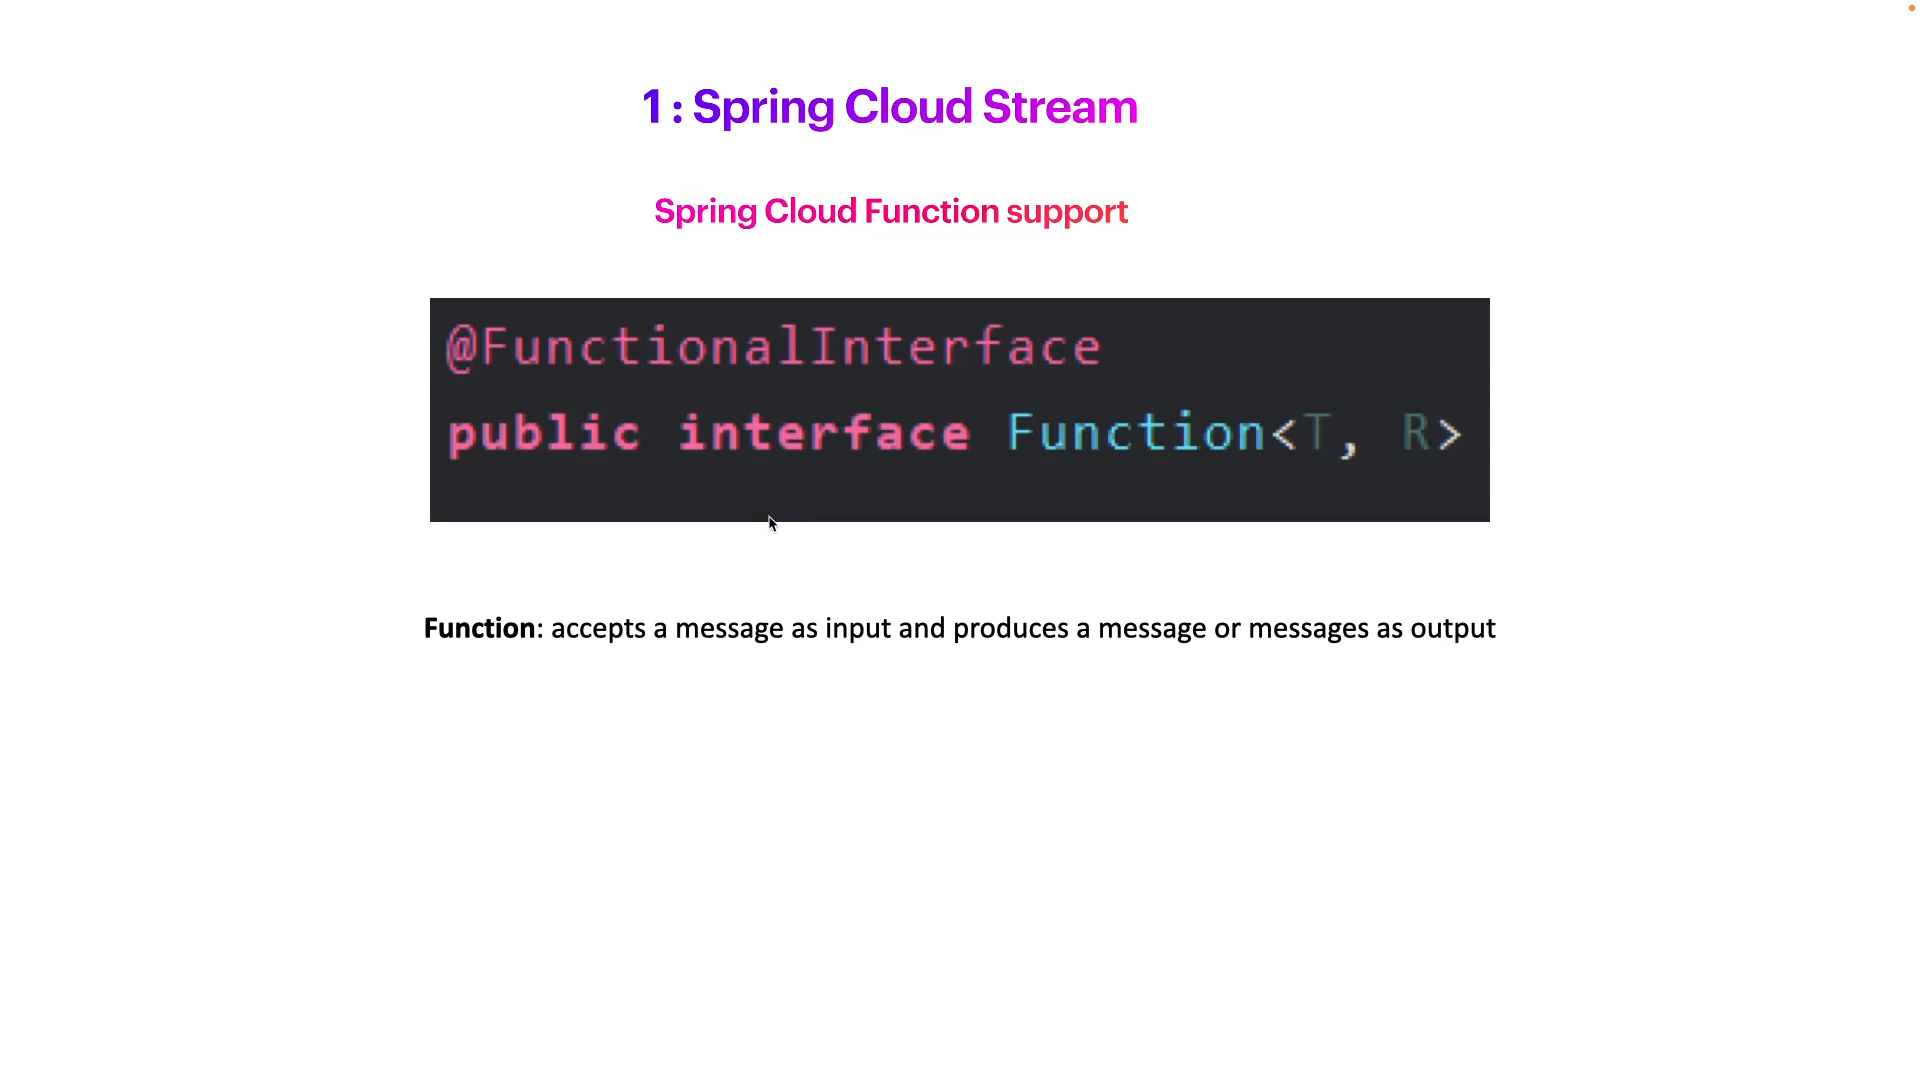 1 : Spring Cloud Stream
Spring Cloud Function support
@FunctionalInterface
public interface Function<T, R>
Function: accepts a message as input and produces a message or messages as output